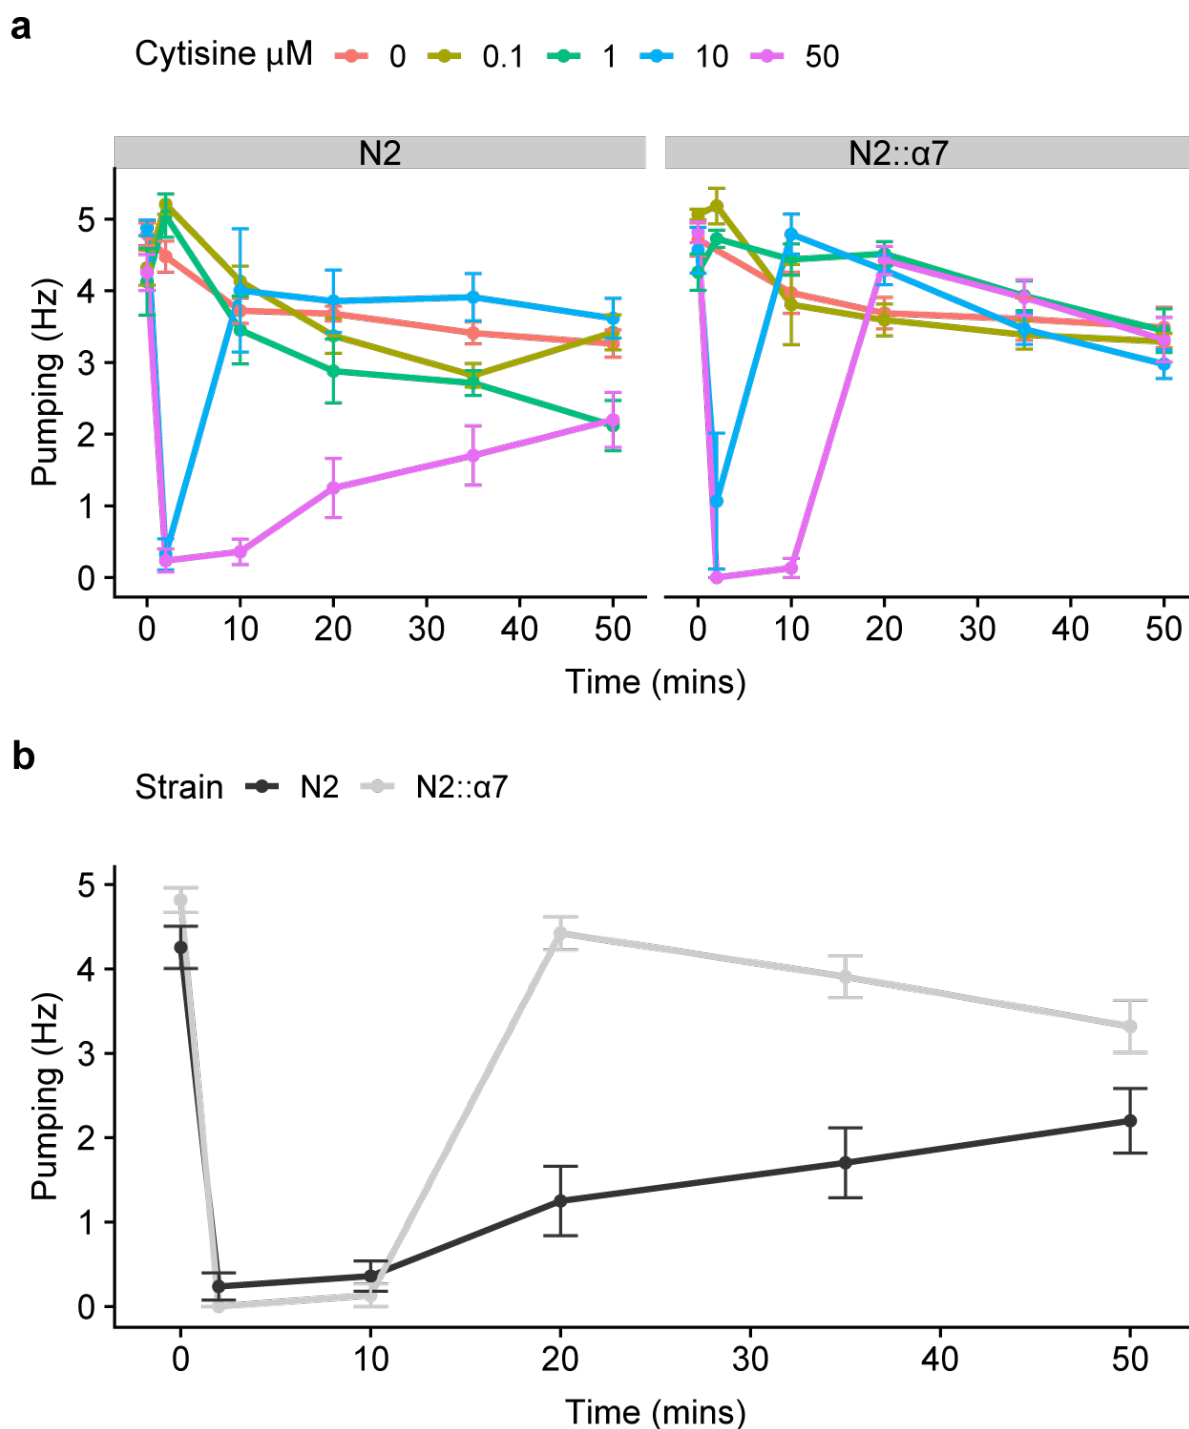 a
Cytisine μM 0 0.1 1 10 50
N2 N2::α7
5
4
3
2
1
0
Pumping (Hz)
0 10 20 30 40 50 0 10 20 30 40 50
Time (mins)
b
Strain N2 N2::α7
5
4
3
2
1
0
Pumping (Hz)
0 10 20 30 40 50
Time (mins)